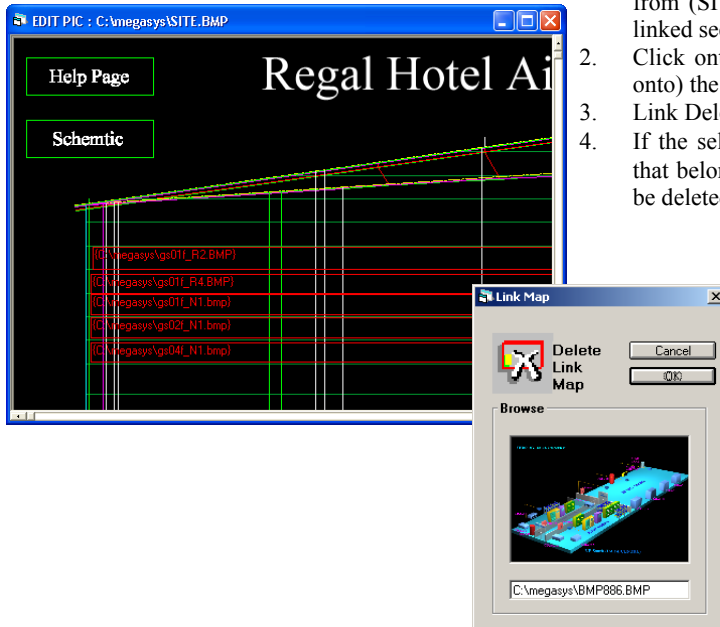 EDIT PIC : C:\megasys\SITE.BMP
Help Page
Regal Hotel Ai
Schemtic
{C:\megasys\gs01f_R2.BMP}
{C:\megasys\gs01f_R4.BMP}
{C:\megasys\gs01f_N1.bmp}
{C:\megasys\gs02f_N1.bmp}
{C:\megasys\gs04f_N1.bmp}
from (SI
linked sec
2. Click ont
onto) the
3. Link Del
4. If the sel
that belon
be delete
Link Map
Delete
Link
Map
Cancel
(OK)
Browse
C:\megasys\BMP886.BMP